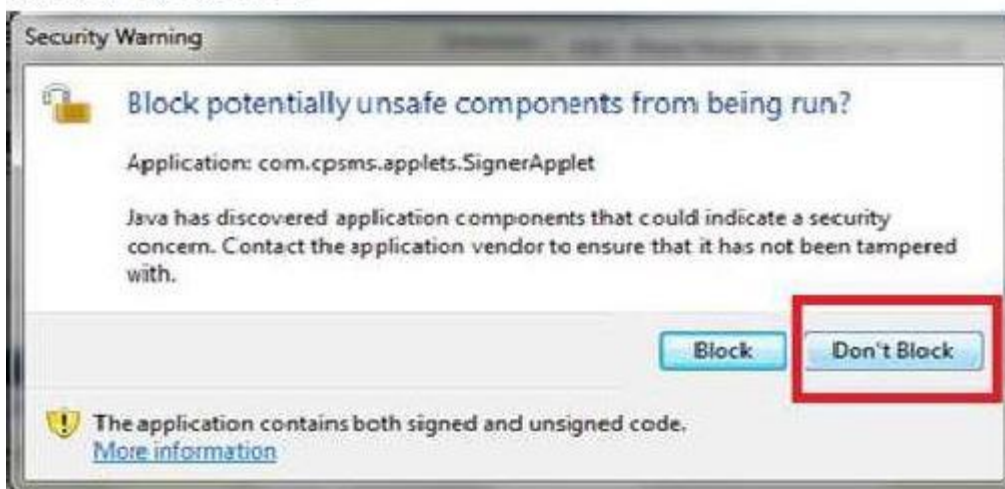 Security Warning
Block potentially unsafe components from being run?
Application: com.cpsms.applets.SignerApplet
Java has discovered application components that could indicate a security
concern. Contact the application vendor to ensure that it has not been tampered
with.
Block
Don't Block
The application contains both signed and unsigned code.
More information